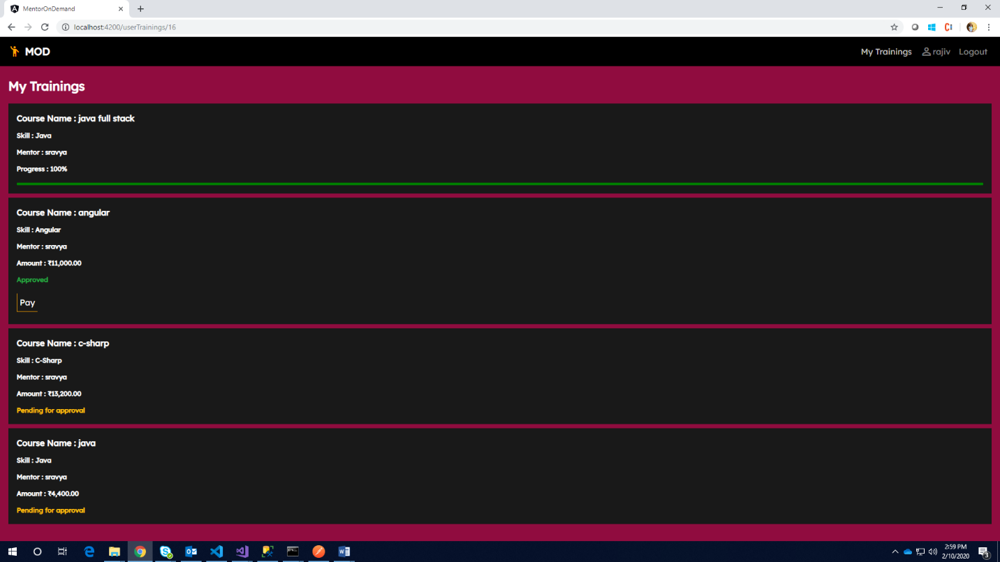 MentorOnDemand
localhost:4200/userTrainings/16
MOD
My Trainings
rajiv
Logout
My Trainings
Course Name : java full stack
Skill : Java
Mentor : sravya
Progress : 100%
Course Name : angular
Skill : Angular
Mentor : sravya
Amount : ₹11,000.00
Approved
Pay
Course Name : c-sharp
Skill : C-Sharp
Mentor : sravya
Amount : ₹13,200.00
Pending for approval
Course Name : java
Skill : Java
Mentor : sravya
Amount : ₹4,400.00
Pending for approval
2:59 PM
2/10/2020
3